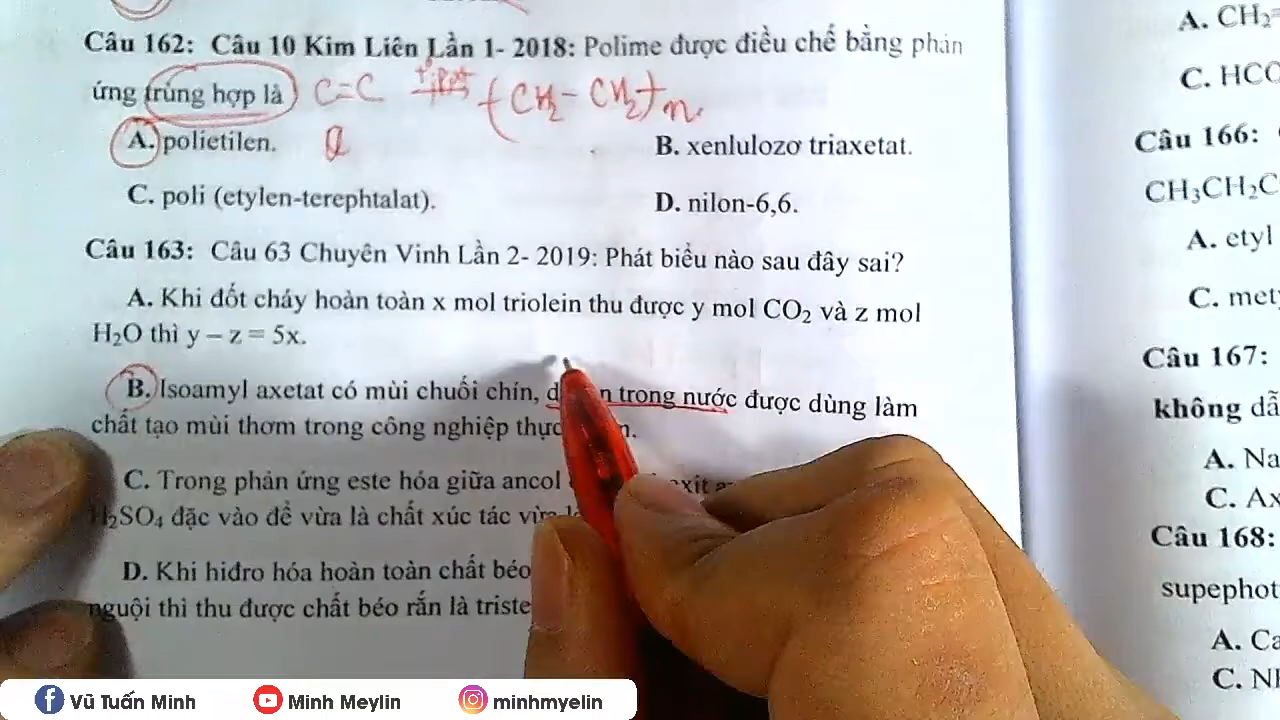 Câu 162: Câu 10 Kim Liên Lần 1- 2018: Polime được điều chế bằng phản
ứng trùng hợp là C=C (CH2 - CH2)n.
A. polietilen.
B. xenlulozơ triaxetat.
C. poli (etylen-terephtalat).
D. nilon-6,6.
Câu 163: Câu 63 Chuyên Vinh Lần 2- 2019: Phát biểu nào sau đây sai?
A. Khi đốt cháy hoàn toàn x mol triolein thu được y mol CO2 và z mol
H2O thì y – z = 5x.
B. Isoamyl axetat có mùi chuối chín, trong nước được dùng làm
chất tạo mùi thơm trong công nghiệp
C. Trong phản ứng este hóa giữa ancol
H2SO4 đặc vào để vừa là chất xúc tác vừa
D. Khi hiđro hóa hoàn toàn chất béo
nguội thì thu được chất béo rắn là
A. CH2
C. HCO
Câu 166:
CH3CH2C
A. etyl
C. met
Câu 167:
không
A. Na
C. Ax
Câu 168:
supephot
A. Ca
C. N
Vũ Tuấn Minh
Minh Meylin
minhmyelin